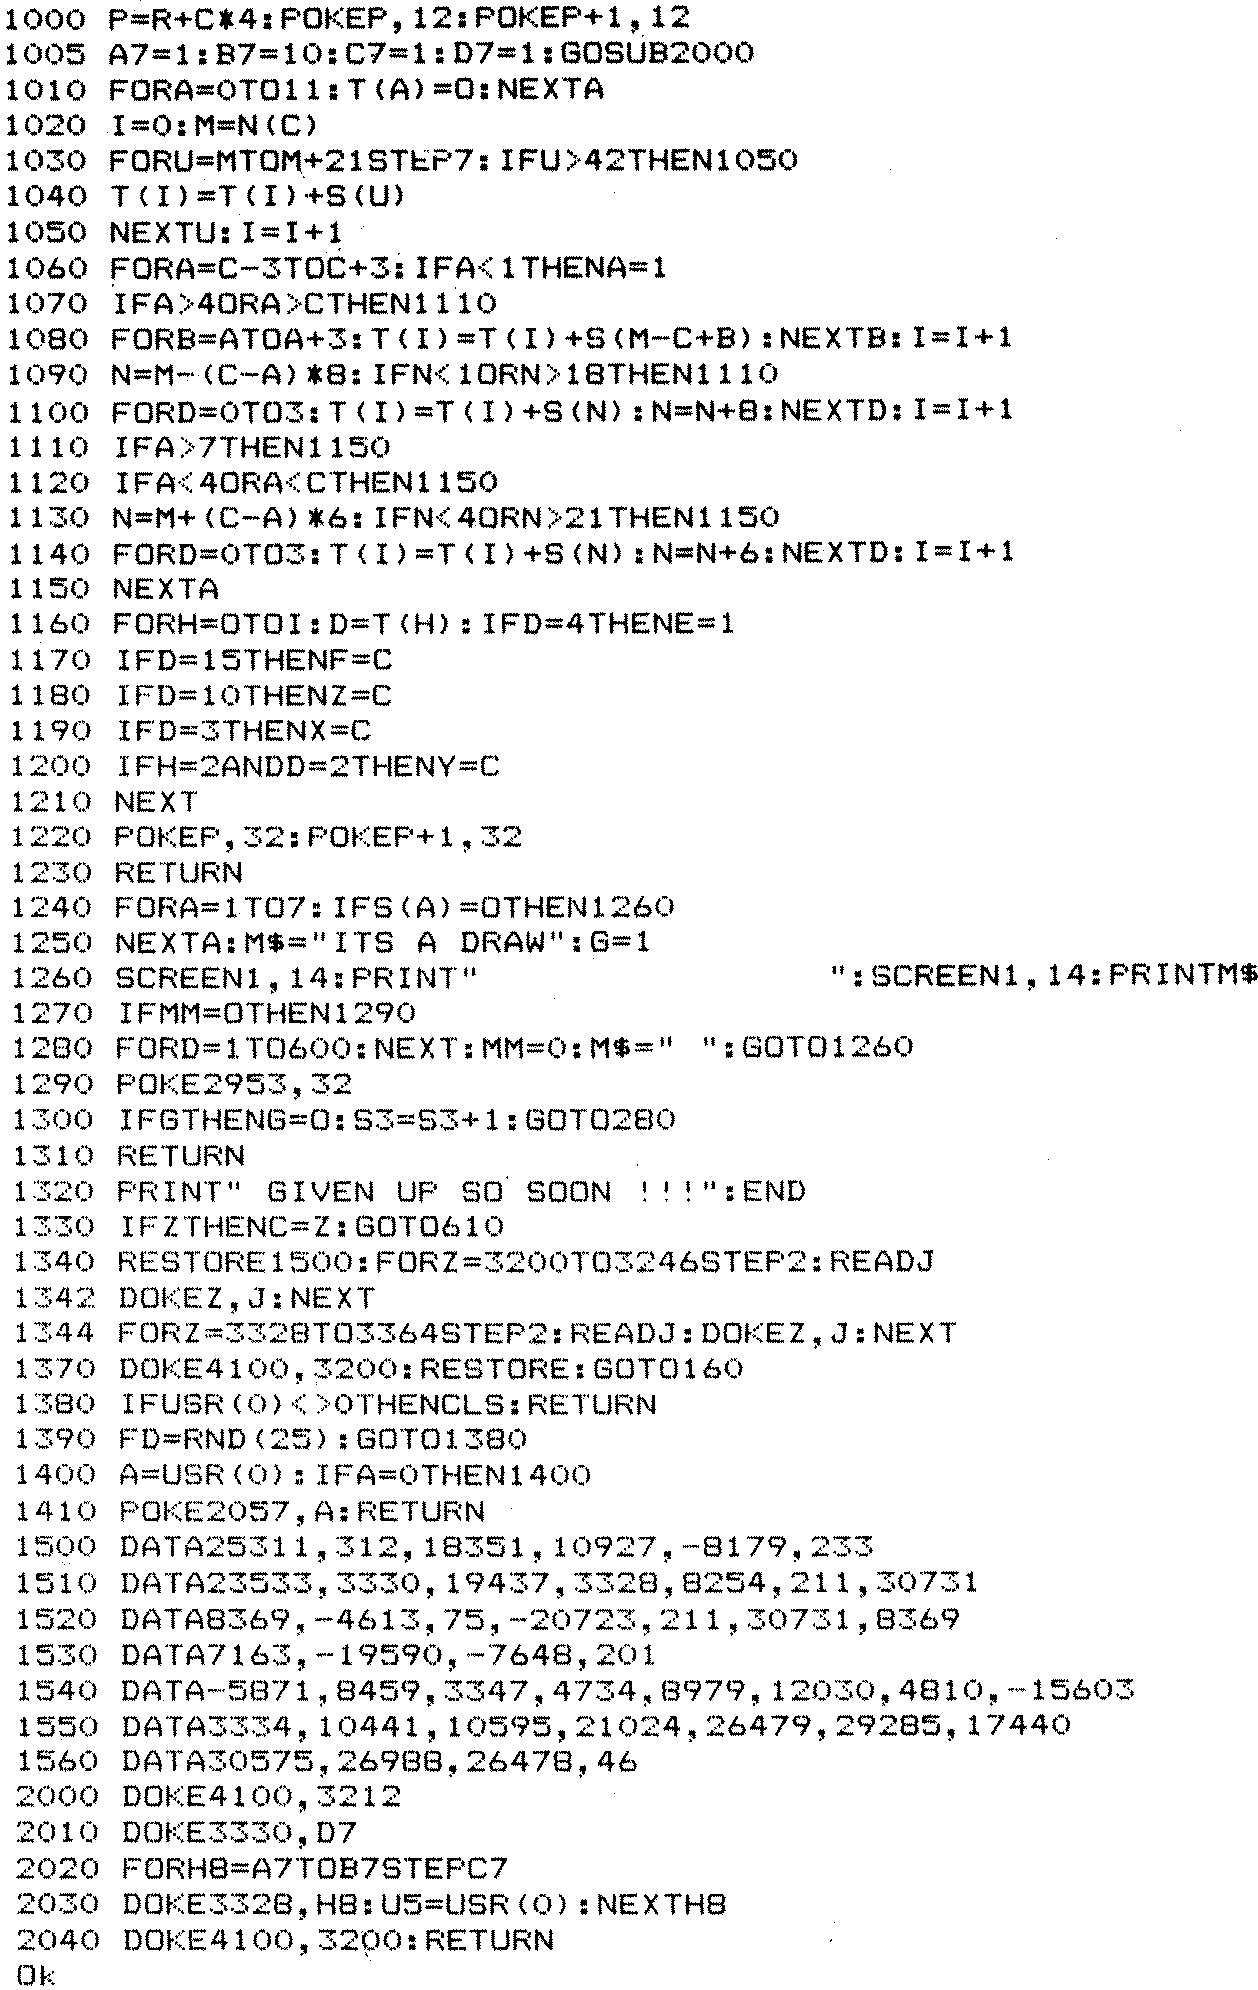 1000 P=R+C*4:POKEP,12:POKEP+1,12
1005 A7=1:B7=10:C7=1:D7=1:GOSUB2000
1010 FORA=0TO11:T(A)=0:NEXTA
1020 I=0:M=N(C)
1030 FORU=MTOM+21STEP7:IFU>42THEN1050
1040 T(I)=T(I)+S(U)
1050 NEXTU:I=I+1
1060 FORA=C-3TOC+3:IFA<1THENA=1
1070 IFA>4ORA>CTHEN1110
1080 FORB=ATOA+3:T(I)=T(I)+S(M-C+B):NEXTB:I=I+1
1090 N=M-(C-A)*8:IFN<1ORN>18THEN1110
1100 FORD=0TO3:T(I)=T(I)+S(N):N=N+8:NEXTD:I=I+1
1110 IFA>7THEN1150
1120 IFA<4ORA<CTHEN1150
1130 N=M+(C-A)*6:IFN<4ORN>21THEN1150
1140 FORD=0TO3:T(I)=T(I)+S(N):N=N+6:NEXTD:I=I+1
1150 NEXTA
1160 FORH=0TOI:D=T(H):IFD=4THENE=1
1170 IFD=15THENF=C
1180 IFD=10THENZ=C
1190 IFD=3THENX=C
1200 IFH=2ANDD=2THENY=C
1210 NEXT
1220 POKEP,32:POKEP+1,32
1230 RETURN
1240 FORA=1TO7:IFS(A)=0THEN1260
1250 NEXTA:M$="ITS A DRAW":G=1
1260 SCREEN1,14:PRINT"                      ":SCREEN1,14:PRINTM$
1270 IFMM=0THEN1290
1280 FORD=1TO600:NEXT:MM=0:M$=" ":GOTO1260
1290 POKE2953,32
1300 IFGTHENG=0:S3=S3+1:GOTO280
1310 RETURN
1320 PRINT" GIVEN UP SO SOON !!!":END
1330 IFZTHENC=Z:GOTO610
1340 RESTORE1500:FORZ=3200TO3246STEP2:READJ
1342 DOKEZ,J:NEXT
1344 FORZ=3328TO3364STEP2:READJ:DOKEZ,J:NEXT
1370 DOKE4100,3200:RESTORE:GOTO160
1380 IFUSR(0)<>0THENCLS:RETURN
1390 FD=RND(25):GOTO1380
1400 A=USR(0):IFA=0THEN1400
1410 POKE2057,A:RETURN
1500 DATA25311,312,18351,10927,-8179,233
1510 DATA23533,3330,19437,3328,8254,211,30731
1520 DATA8369,-4613,75,-20723,211,30731,8369
1530 DATA7163,-19590,-7648,201
1540 DATA-5871,8459,3347,4734,8979,12030,4810,-15603
1550 DATA3334,10441,10595,21024,26479,29285,17440
1560 DATA30575,26988,26478,46
2000 DOKE4100,3212
2010 DOKE3330,D7
2020 FORH8=A7TOB7STEPC7
2030 DOKE3328,H8:U5=USR(0):NEXTH8
2040 DOKE4100,3200:RETURN
Ok